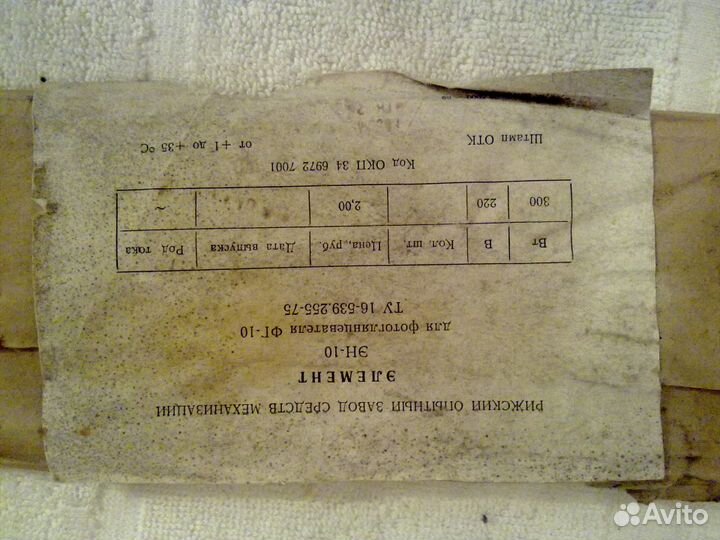 РИЖСКИЙ ОПЫТНЫЙ ЗАВОД СРЕДСТВ МЕХАНИЗАЦИИ
ЭЛЕМЕНТ
ЭН-10
для фотоглянцевателя ФГ-10
ТУ 16-539.255-75
Вт В Кол. шт. Цена, руб. Дата выпуска Род тока
300 220 2,00 ~
Код ОКП 34 6972 7001
Штамп ОТК от +1 до +35 °С
Avito